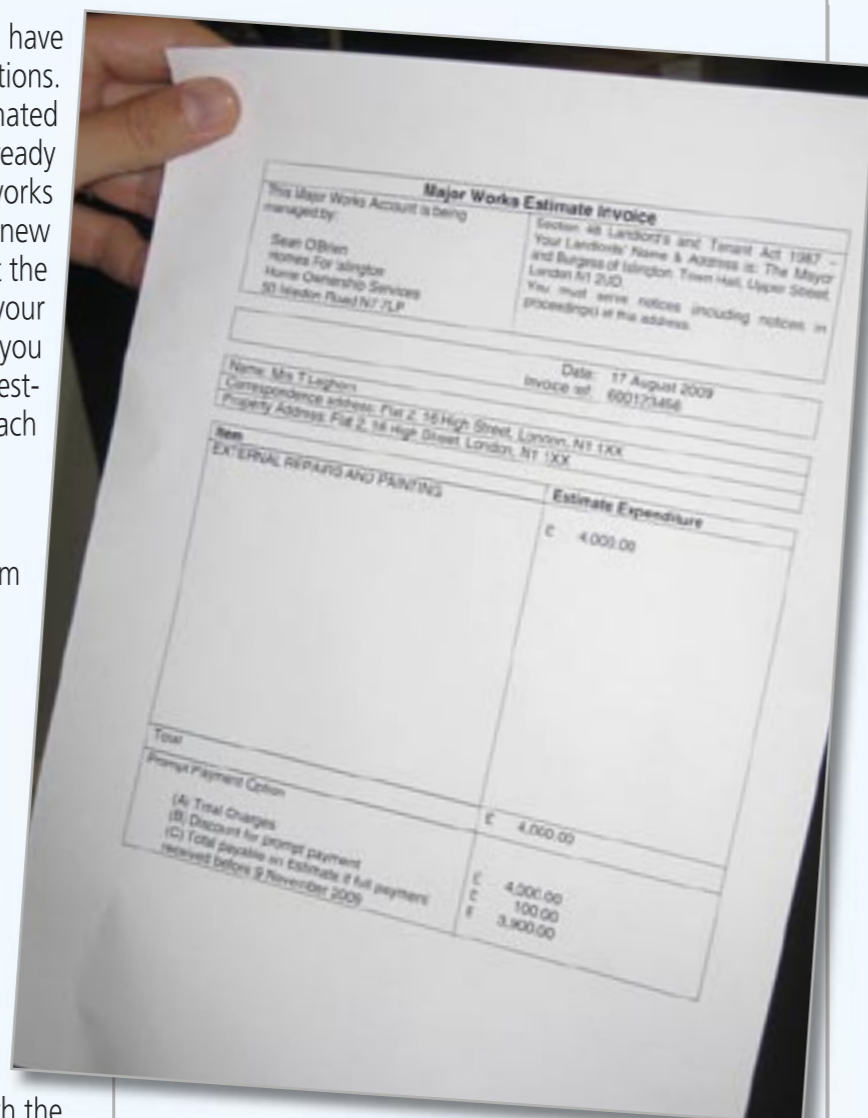 have
tions.
nated
eady
works
new
t the
your
you
est-
ach
m
h the
Major Works Estimate Invoice
This Major Works Account is being
managed by:
Sean O'Brien
Homes For Islington
Home Ownership Services
Road N7 7LP
Section 48 Landlord's and Tenant Act 1987 -
Your Landlords' Name & Address is: The Mayor
and Burgess of Islington, Town Hall, Upper Street,
London N1 2UD.
You must serve notices (including notices in
proceedings) at this address.
Date: 17 August 2009
Invoice ref: 600123456
Name: Mrs T Leghorn
Correspondence address: Flat 2, 16 High Street, London, N1 1XX
Property Address: Flat 2, 16 High Street, London, N1 1XX
Item
Estimate Expenditure
EXTERNAL REPAIRS AND PAINTING
£ 4,000.00
Total
£ 4,000.00
Prompt Payment Option
(A) Total Charges
£ 4,000.00
(B) Discount for prompt payment
£ 100.00
(C) Total payable on Estimate if full payment
received before 9 November 2009
£ 3,900.00